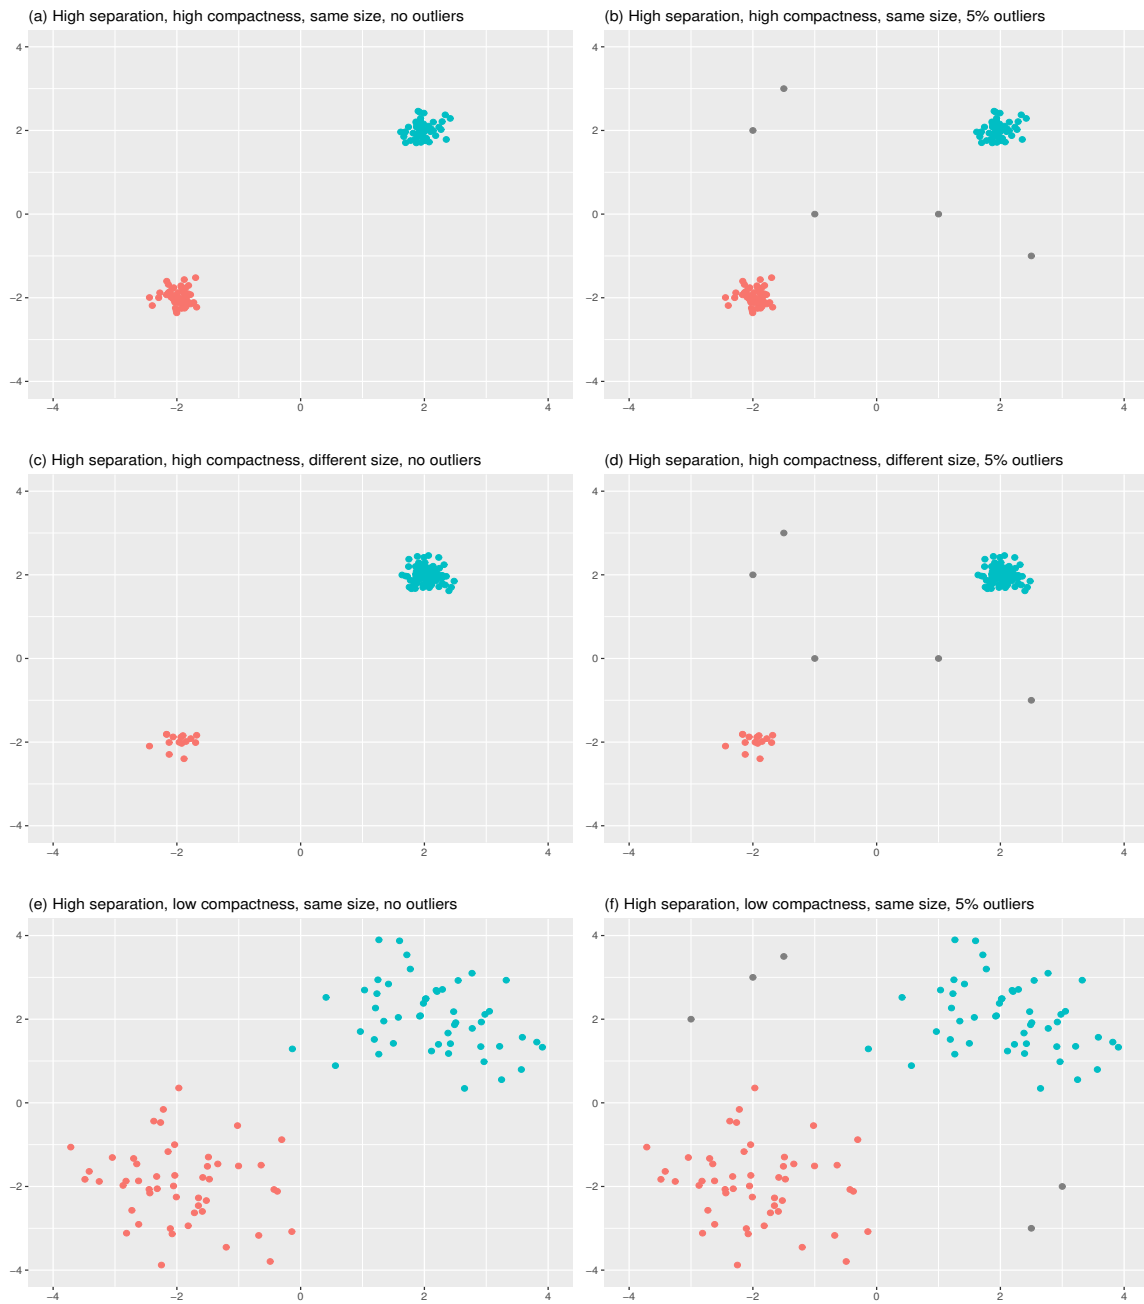 (a) High separation, high compactness, same size, no outliers
4
2
0
−2
−4
−4 −2 0 2 4
(b) High separation, high compactness, same size, 5% outliers
4
2
0
−2
−4
−4 −2 0 2 4
(c) High separation, high compactness, different size, no outliers
4
2
0
−2
−4
−4 −2 0 2 4
(d) High separation, high compactness, different size, 5% outliers
4
2
0
−2
−4
−4 −2 0 2 4
(e) High separation, low compactness, same size, no outliers
4
2
0
−2
−4
−4 −2 0 2 4
(f) High separation, low compactness, same size, 5% outliers
4
2
0
−2
−4
−4 −2 0 2 4